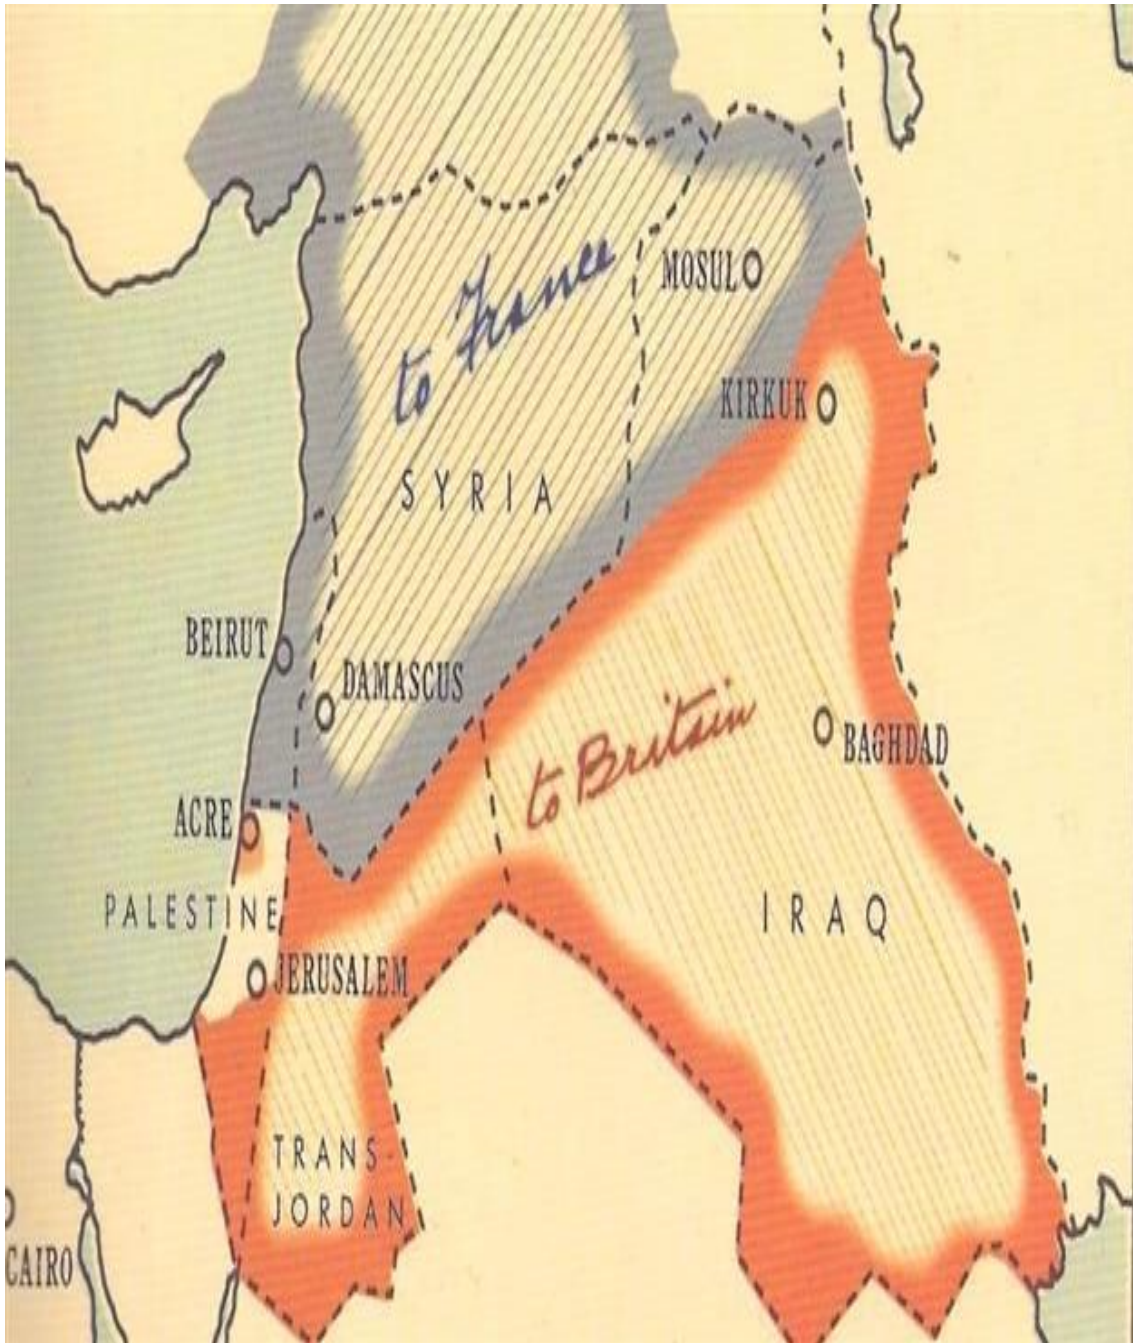 to France
MOSUL
KIRKUK
SYRIA
BEIRUT
DAMASCUS
to Britain
BAGHDAD
ACRE
PALESTINE
IRAQ
JERUSALEM
TRANS-
JORDAN
CAIRO